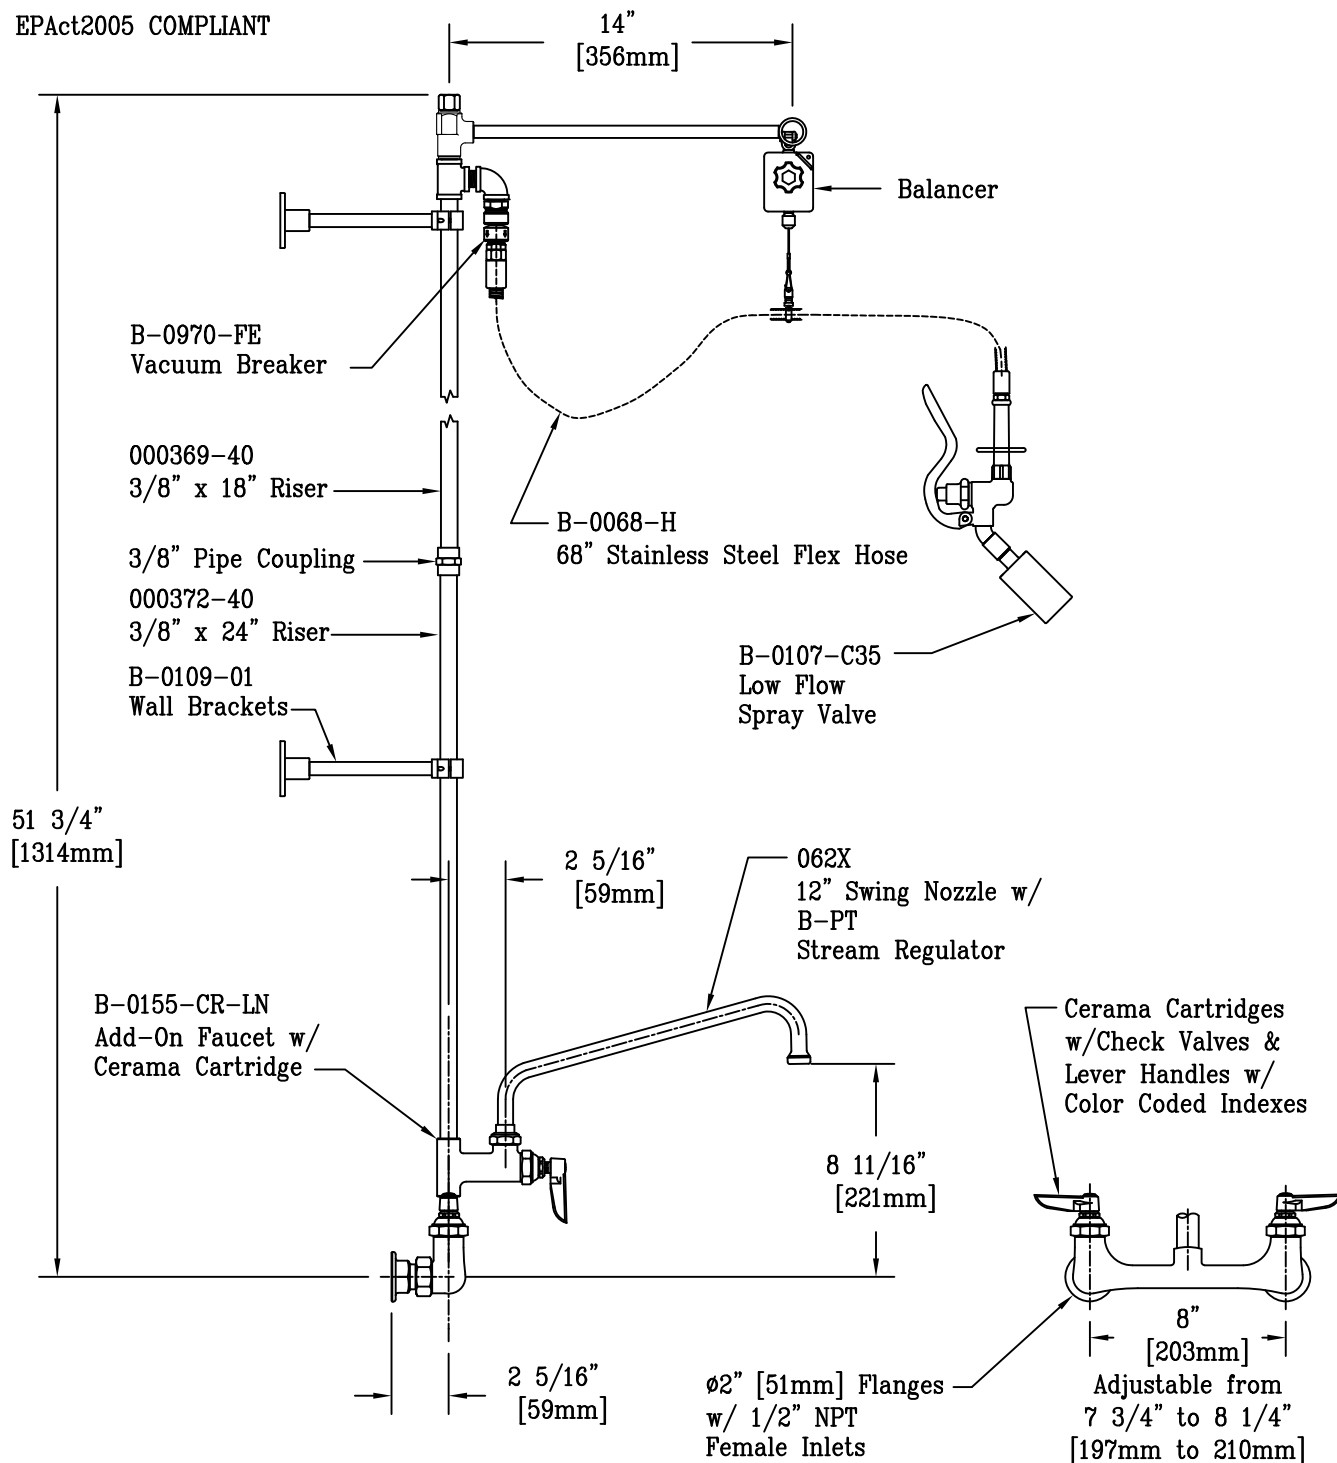 EPAct2005 COMPLIANT
14"
[356mm]
Balancer
B-0970-FE
Vacuum Breaker
000369-40
3/8" x 18" Riser
B-0068-H
68" Stainless Steel Flex Hose
3/8" Pipe Coupling
000372-40
3/8" x 24" Riser
B-0107-C35
Low Flow
Spray Valve
B-0109-01
Wall Brackets
51 3/4"
[1314mm]
2 5/16"
[59mm]
062X
12" Swing Nozzle w/
B-PT
Stream Regulator
B-0155-CR-LN
Add-On Faucet w/
Cerama Cartridge
Cerama Cartridges
w/Check Valves &
Lever Handles w/
Color Coded Indexes
8 11/16"
[221mm]
2 5/16"
[59mm]
ø2" [51mm] Flanges
w/ 1/2" NPT
Female Inlets
8"
[203mm]
Adjustable from
7 3/4" to 8 1/4"
[197mm to 210mm]